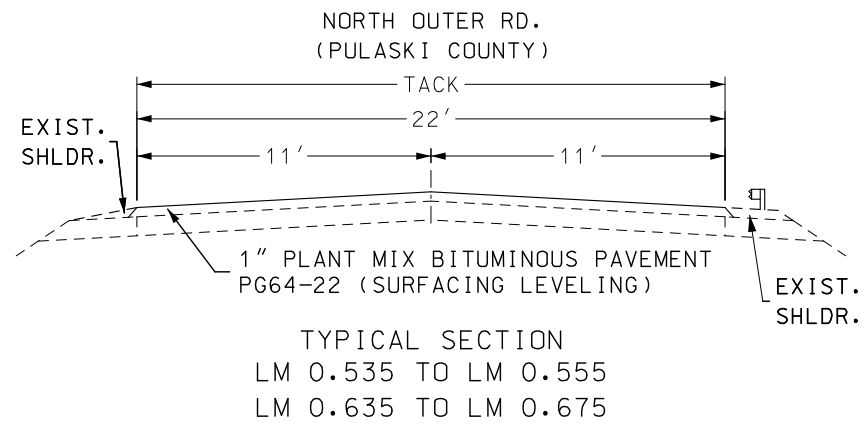 NORTH OUTER RD.
(PULASKI COUNTY)
TACK
22'
EXIST.
SHLDR.
11'
11'
1" PLANT MIX BITUMINOUS PAVEMENT
PG64-22 (SURFACING LEVELING)
EXIST.
SHLDR.
TYPICAL SECTION
LM 0.535 TO LM 0.555
LM 0.635 TO LM 0.675